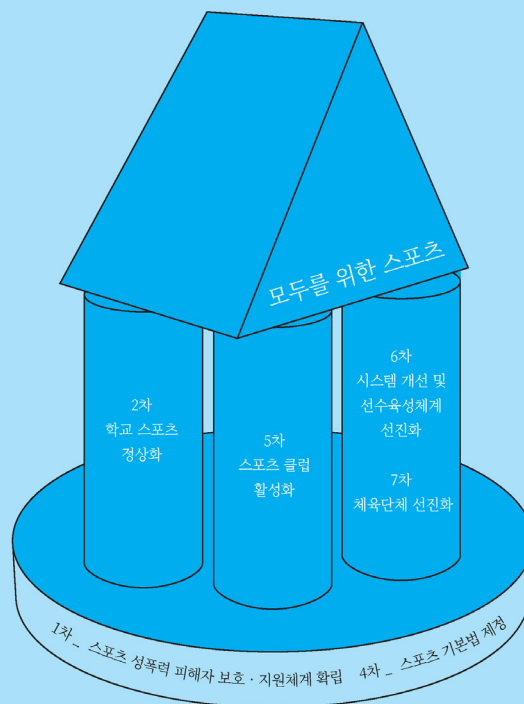 모두를 위한 스포츠
2차
학교 스포츠
정상화
5차
스포츠 클럽
활성화
6차
시스템 개선 및
선수육성체계
선진화
7차
체육단체 선진화
1차 _ 스포츠 성폭력 피해자 보호 · 지원체계 확립 4차 _ 스포츠 기본법 제정